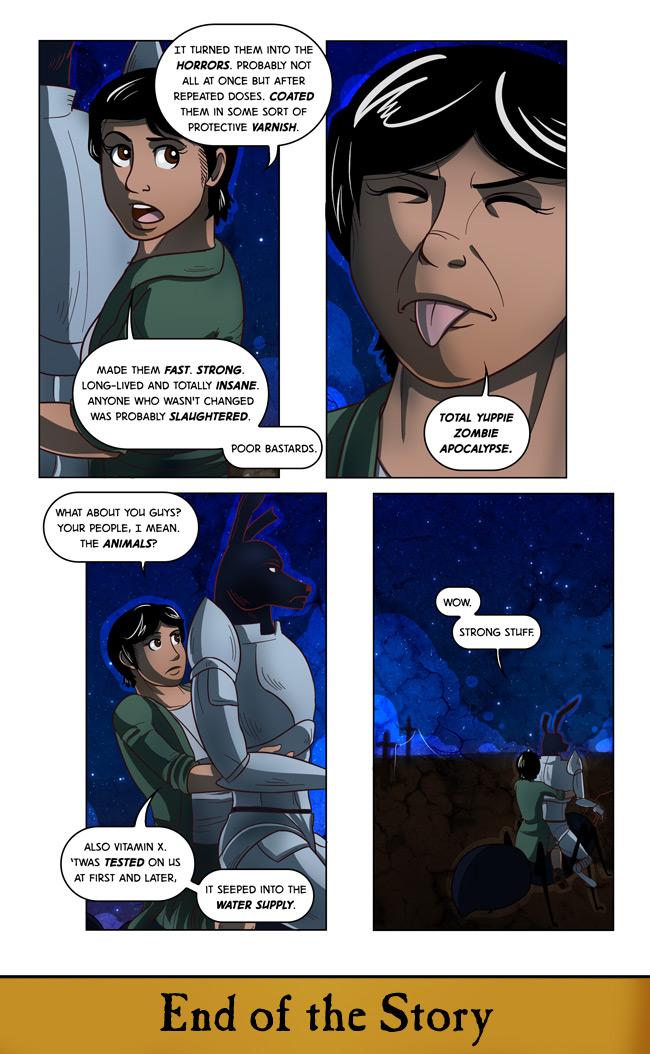 IT TURNED THEM INTO THE
HORRORS. PROBABLY NOT
ALL AT ONCE BUT AFTER
REPEATED DOSES. COATED
THEM IN SOME SORT OF
PROTECTIVE VARNISH.
MADE THEM FAST. STRONG.
LONG-LIVED AND TOTALLY INSANE.
ANYONE WHO WASN'T CHANGED
WAS PROBABLY SLAUGHTERED.
POOR BASTARDS.
TOTAL YUPPIE
ZOMBIE
APOCALYPSE.
WHAT ABOUT YOU GUYS?
YOUR PEOPLE, I MEAN.
THE ANIMALS?
ALSO VITAMIN X.
'TWAS TESTED ON US
AT FIRST AND LATER,
IT SEEPED INTO THE
WATER SUPPLY.
WOW.
STRONG STUFF.
End of the Story